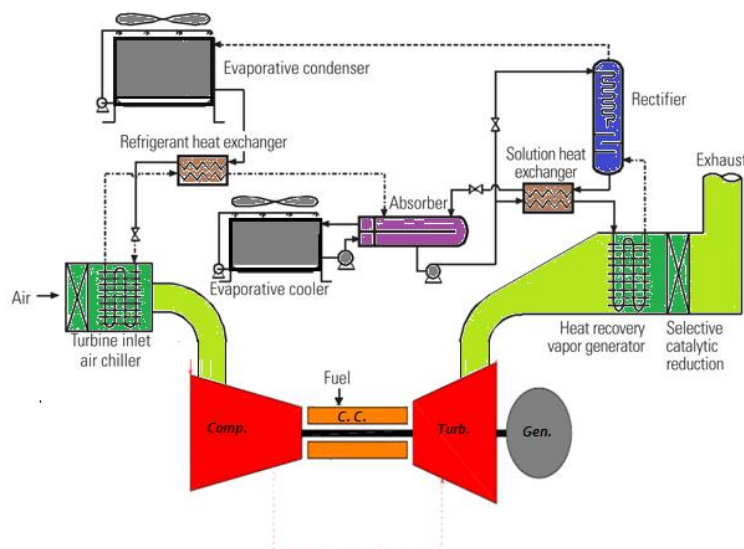 Evaporative condenser
Rectifier
Refrigerant heat exchanger
Solution heat
exchanger
Exhaust
Absorber
Evaporative cooler
Air
Turbine inlet
air chiller
Heat recovery
vapor generator
Selective
catalytic
reduction
Fuel
C. C.
Comp.
Turb.
Gen.